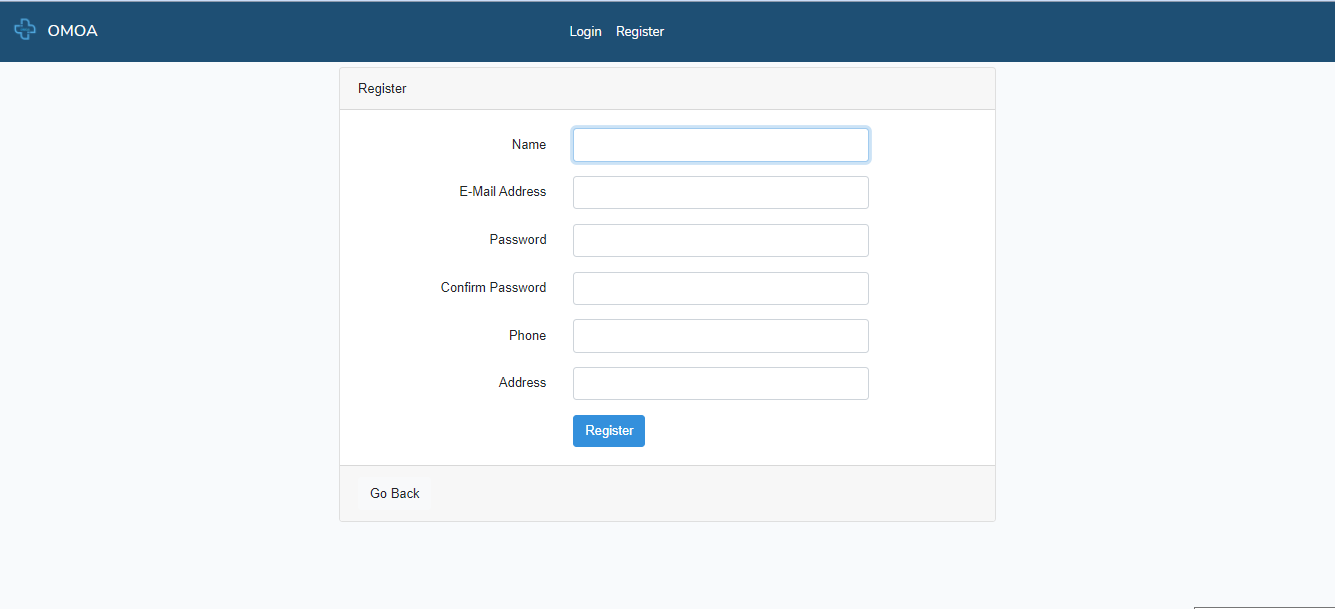 OMOA
Login Register
Register
Name
E-Mail Address
Password
Confirm Password
Phone
Address
Register
Go Back